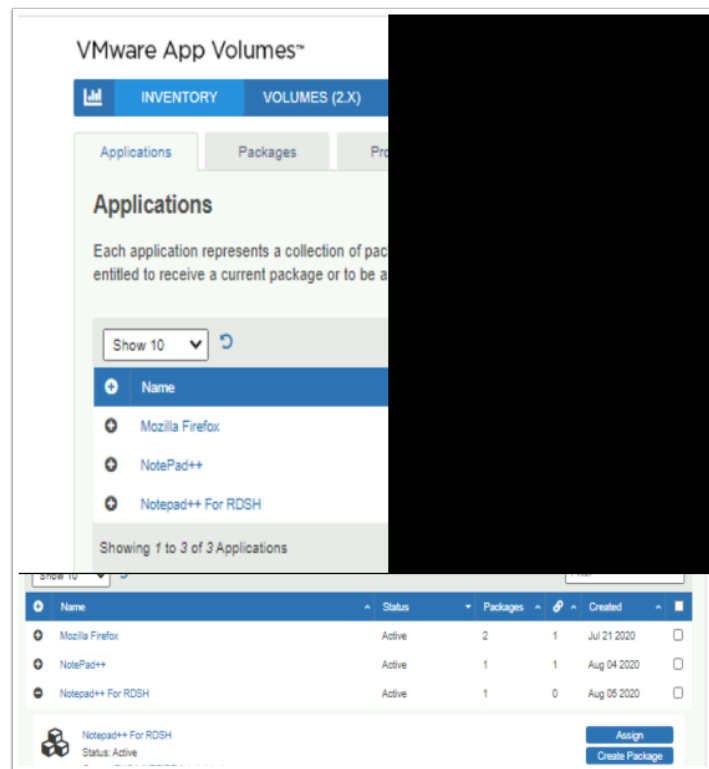 VMware App Volumes™
INVENTORY VOLUMES (2.X)
Applications Packages
Applications
Each application represents a collection of
entitled to receive a current package or to be
Show 10
Name
Mozilla Firefox
NotePad++
Notepad++ For RDSH
Showing 1 to 3 of 3 Applications
Show 10
Name Status Packages Created
Mozilla Firefox Active 2 1 Jul 21 2020
NotePad++ Active 1 1 Aug 04 2020
Notepad++ For RDSH Active 1 0 Aug 05 2020
Notepad++ For RDSH Assign
Status: Active Create Package